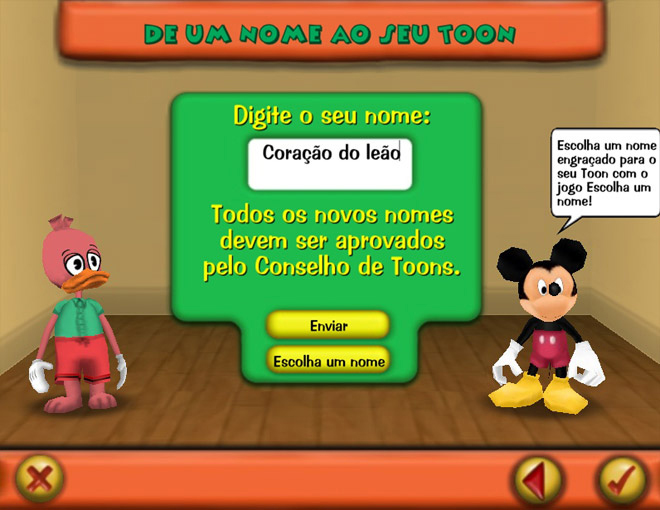 DE UM NOME AO SEU TOON
Digite o seu nome:
Coração do leão
Todos os novos nomes
devem ser aprovados
pelo Conselho de Toons.
Enviar
Escolha um nome
Escolha um nome
engraçado para o
seu Toon com o
jogo Escolha um
nome!